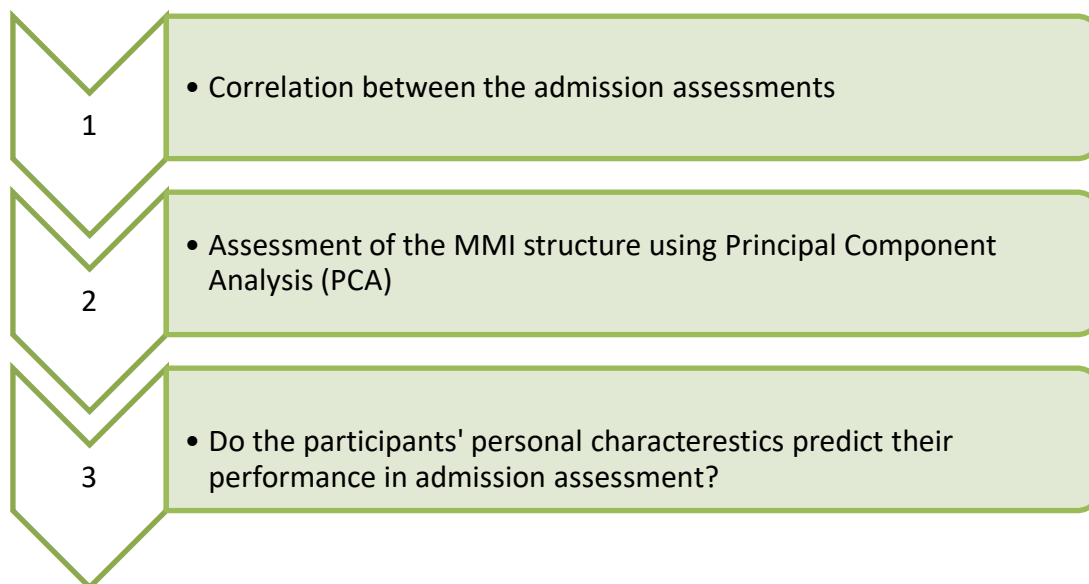 1
• Correlation between the admission assessments
2
• Assessment of the MMI structure using Principal Component
Analysis (PCA)
3
• Do the participants' personal characterestics predict their
performance in admission assessment?